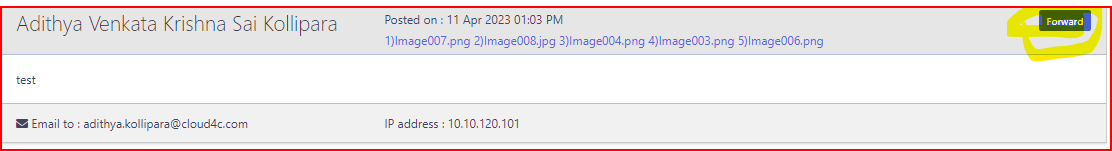 Adithya Venkata Krishna Sai Kollipara
Posted on : 11 Apr 2023 01:03 PM
Forward
1)Image007.png 2)Image008.jpg 3)Image004.png 4)Image003.png 5)Image006.png
test
Email to : adithya.kollipara@cloud4c.com
IP address : 10.10.120.101